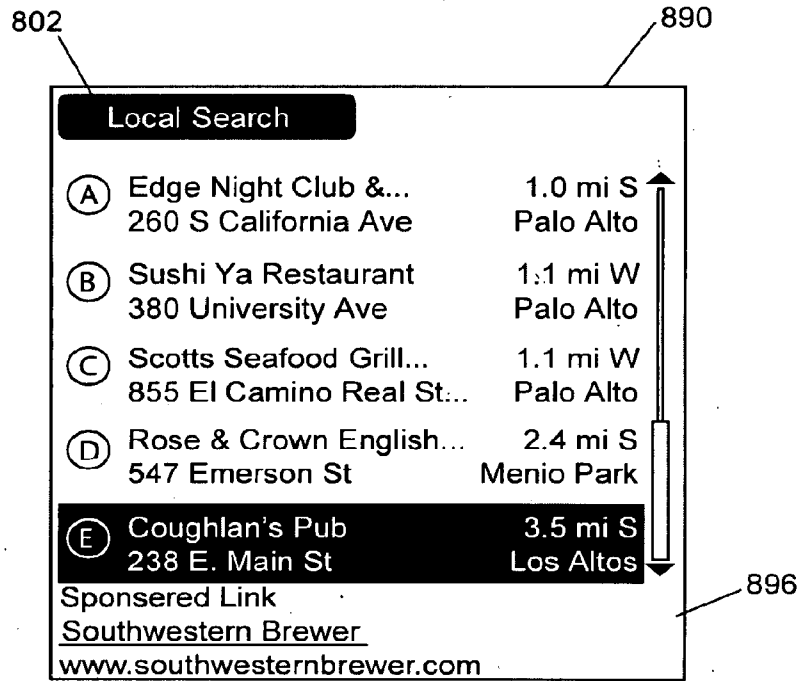 802
890
Local Search
A Edge Night Club &... 1.0 mi S
260 S California Ave Palo Alto
B Sushi Ya Restaurant 1.1 mi W
380 University Ave Palo Alto
C Scotts Seafood Grill... 1.1 mi W
855 El Camino Real St... Palo Alto
D Rose & Crown English... 2.4 mi S
547 Emerson St Menio Park
E Coughlan's Pub 3.5 mi S
238 E. Main St Los Altos
896
Sponsered Link
Southwestern Brewer
www.southwesternbrewer.com